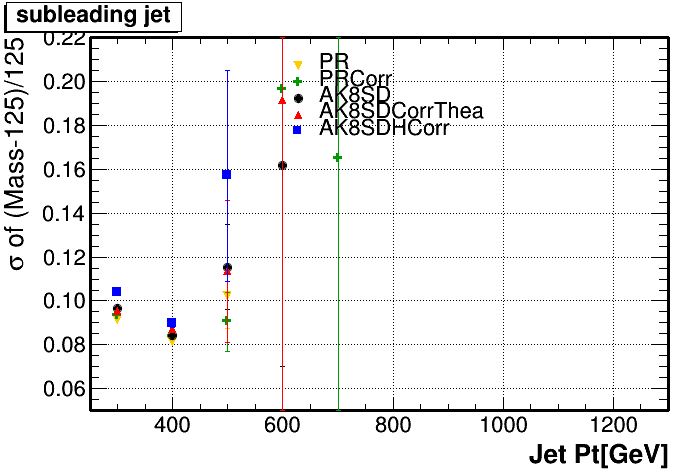 subleading jet
σ of (Mass-125)/125
0.22
0.20
0.18
0.16
0.14
0.12
0.10
0.08
0.06
PR
PRCorr
AK8SD
AK8SDCorrThea
AK8SDHCorr
400 600 800 1000 1200
Jet Pt[GeV]